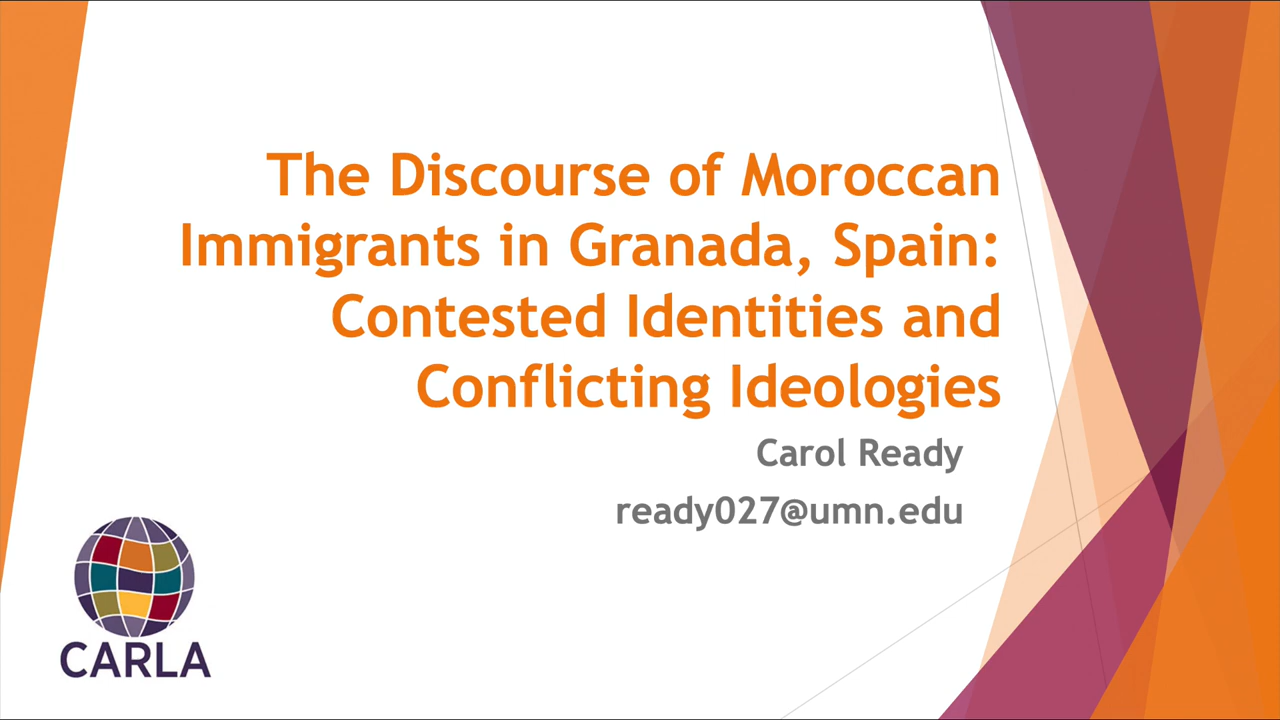 The Discourse of Moroccan
Immigrants in Granada, Spain:
Contested Identities and
Conflicting Ideologies
Carol Ready
ready027@umn.edu
CARLA